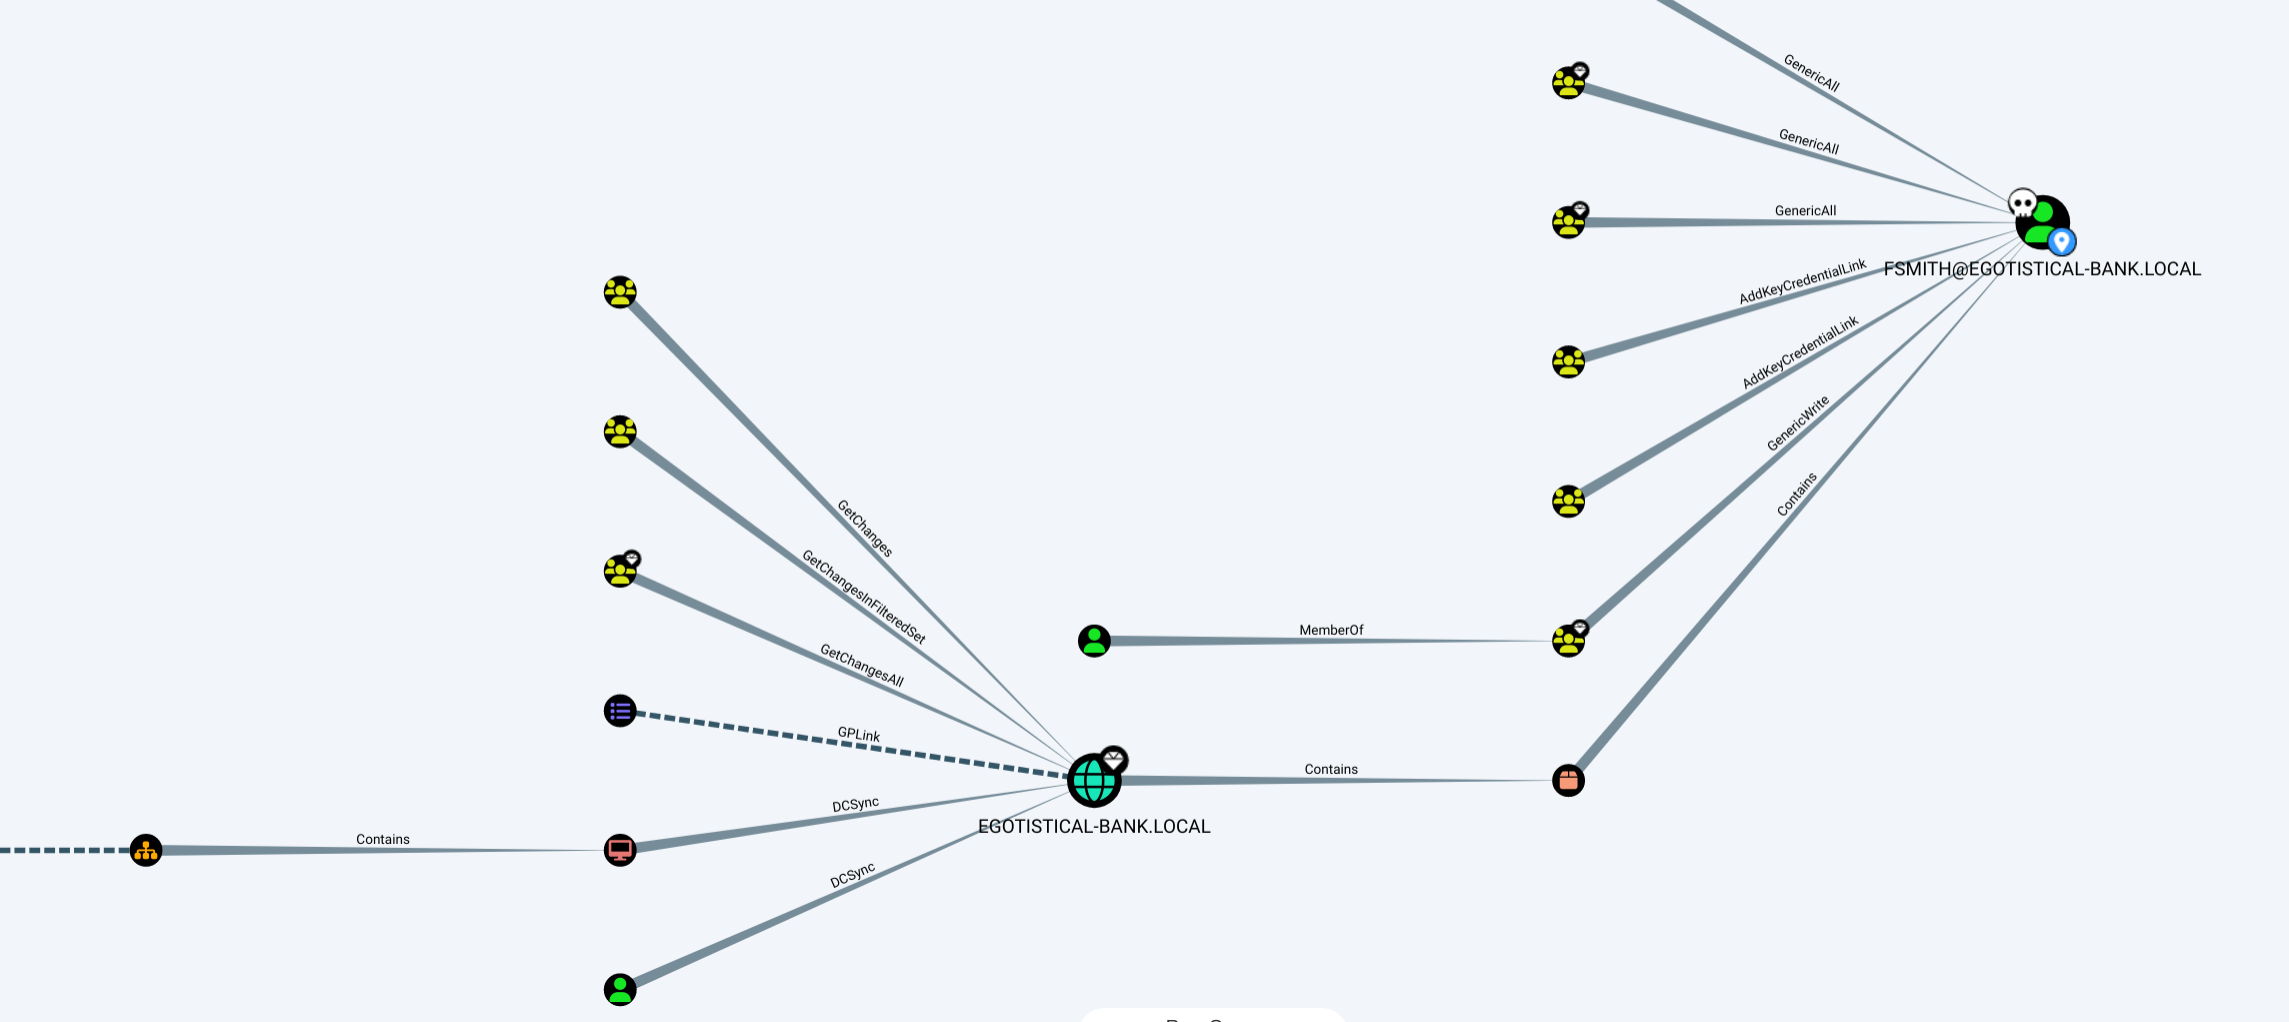 GenericAll
GenericAll
GenericAll
AddKeyCredentialLink
FSMITH@EGOTISTICAL-BANK.LOCAL
AddKeyCredentialLink
GenericWrite
Contains
GetChanges
GetChangesInFilteredSet
GetChangesAll
MemberOf
GPLink
Contains
DCSync
EGOTISTICAL-BANK.LOCAL
Contains
DCSync